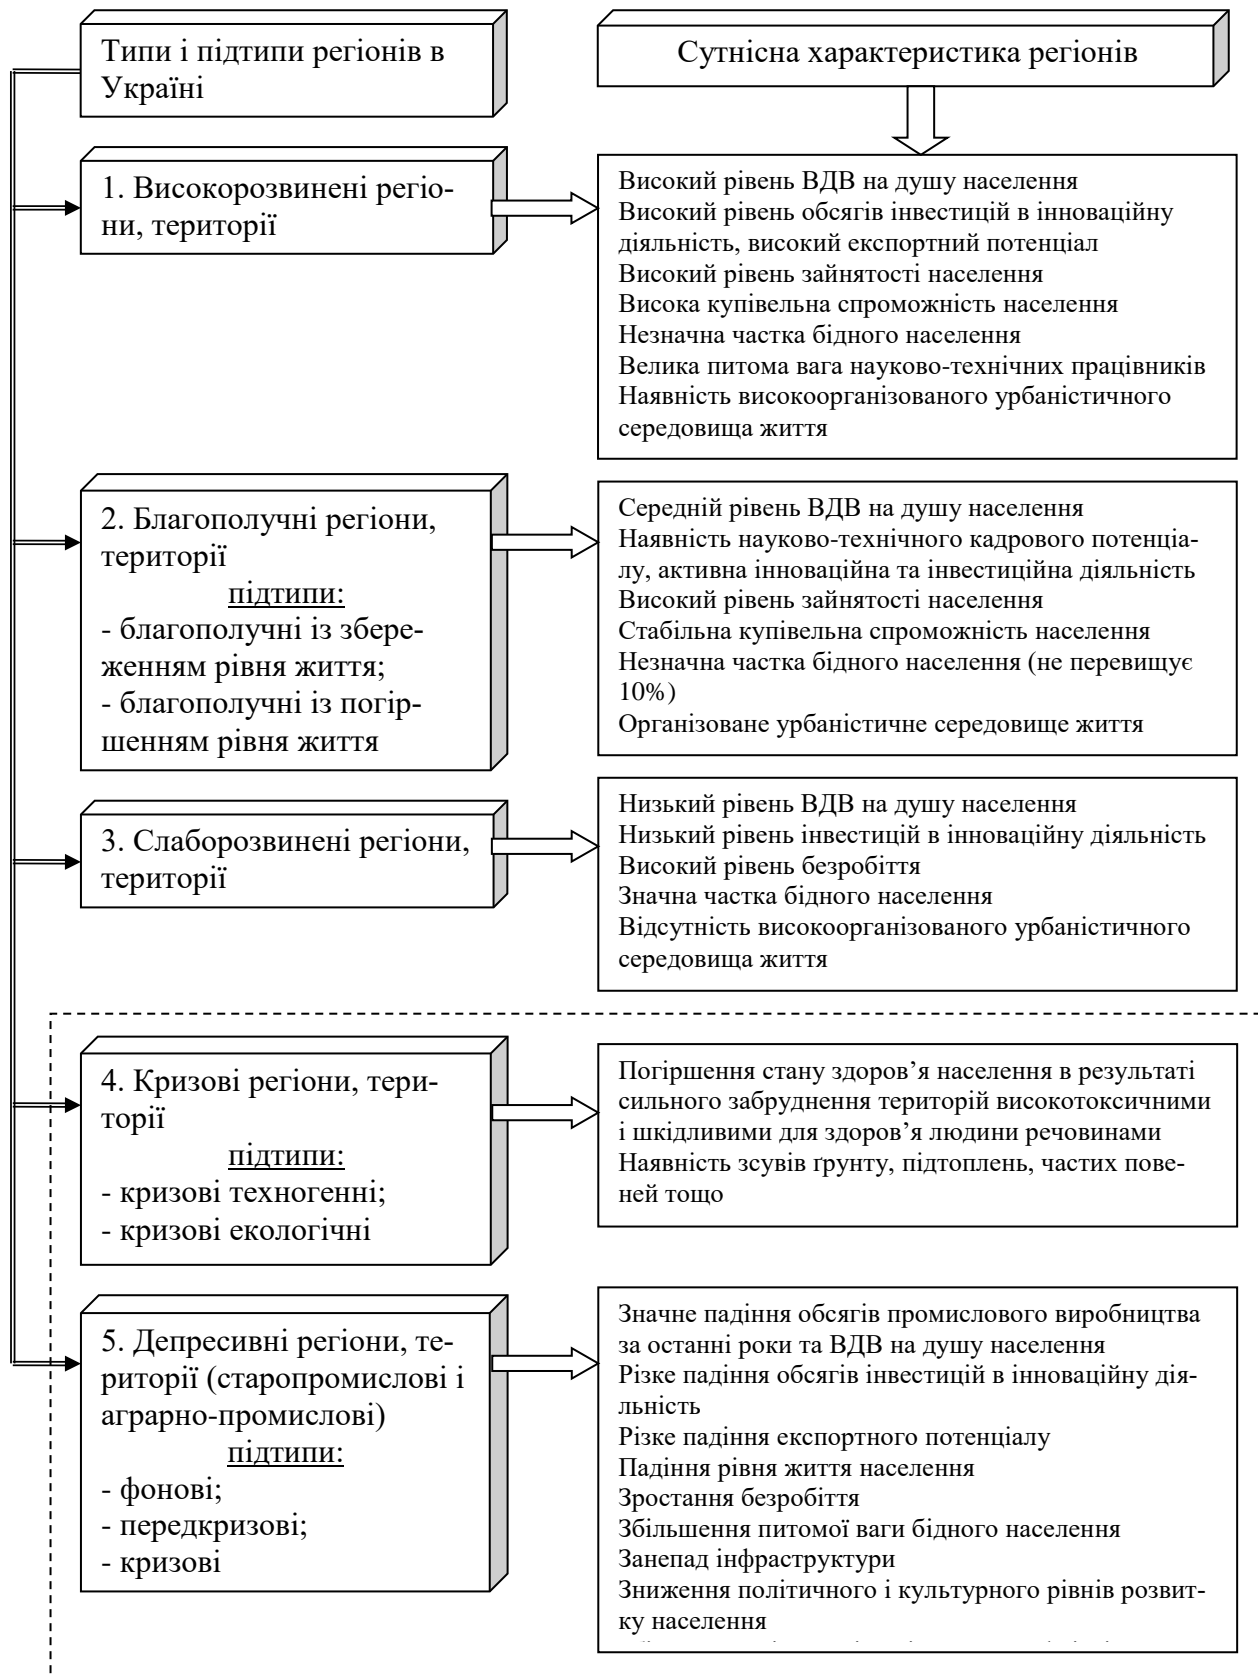 Типи і підтипи регіонів в
Україні
Сутнісна характеристика регіонів
1. Високорозвинені регіо-
ни, території
Високий рівень ВДВ на душу населення
Високий рівень обсягів інвестицій в інноваційну
діяльність, високий експортний потенціал
Високий рівень зайнятості населення
Висока купівельна спроможність населення
Незначна частка бідного населення
Велика питома вага науково-технічних працівників
Наявність високоорганізованого урбаністичного
середовища життя
2. Благополучні регіони,
території
підтипи:
- благополучні із збере-
женням рівня життя;
- благополучні із погір-
шенням рівня життя
Середній рівень ВДВ на душу населення
Наявність науково-технічного кадрового потенціа-
лу, активна інноваційна та інвестиційна діяльність
Високий рівень зайнятості населення
Стабільна купівельна спроможність населення
Незначна частка бідного населення (не перевищує
10%)
Організоване урбаністичне середовище життя
3. Слаборозвинені регіони,
території
Низький рівень ВДВ на душу населення
Низький рівень інвестицій в інноваційну діяльність
Високий рівень безробіття
Значна частка бідного населення
Відсутність високоорганізованого урбаністичного
середовища життя
4. Кризові регіони, тери-
торії
підтипи:
- кризові техногенні;
- кризові екологічні
Погіршення стану здоров’я населення в результаті
сильного забруднення територій високотоксичними
і шкідливими для здоров’я людини речовинами
Наявність зсувів ґрунту, підтоплень, частих пове-
ней тощо
5. Депресивні регіони, те-
риторії (старопромислові і
аграрно-промислові)
підтипи:
- фонові;
- передкризові;
- кризові
Значне падіння обсягів промислового виробництва
за останні роки та ВДВ на душу населення
Різке падіння обсягів інвестицій в інноваційну дія-
льність
Різке падіння експортного потенціалу
Падіння рівня життя населення
Зростання безробіття
Збільшення питомої ваги бідного населення
Занепад інфраструктури
Зниження політичного і культурного рівнів розвит-
ку населення